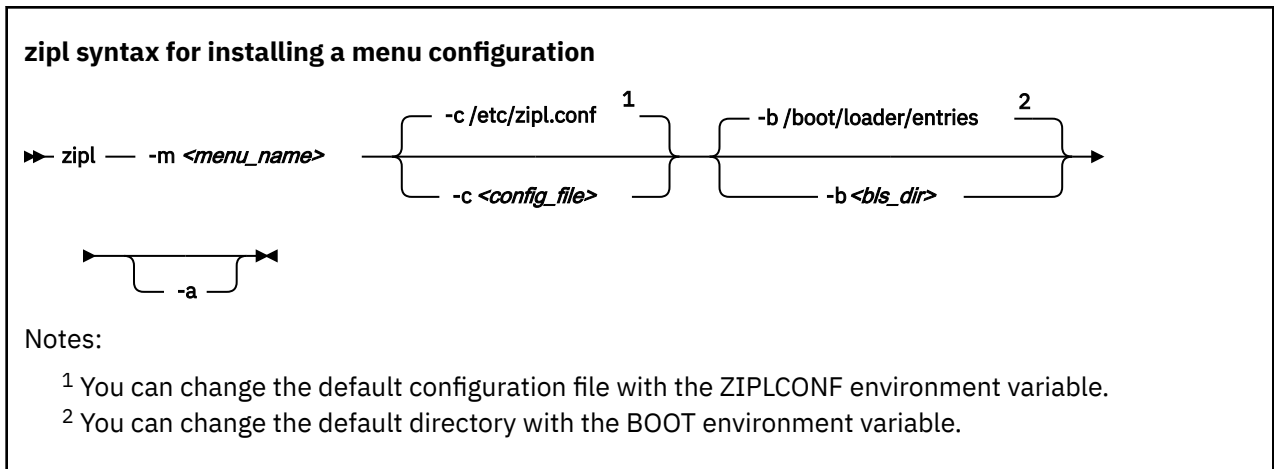 zipl syntax for installing a menu configuration
-c /etc/zipl.conf 1 -b /boot/loader/entries 2
zipl -m <menu_name>
-c <config_file> -b <bls_dir>
-a
Notes:
1 You can change the default configuration file with the ZIPLCONF environment variable.
2 You can change the default directory with the BOOT environment variable.